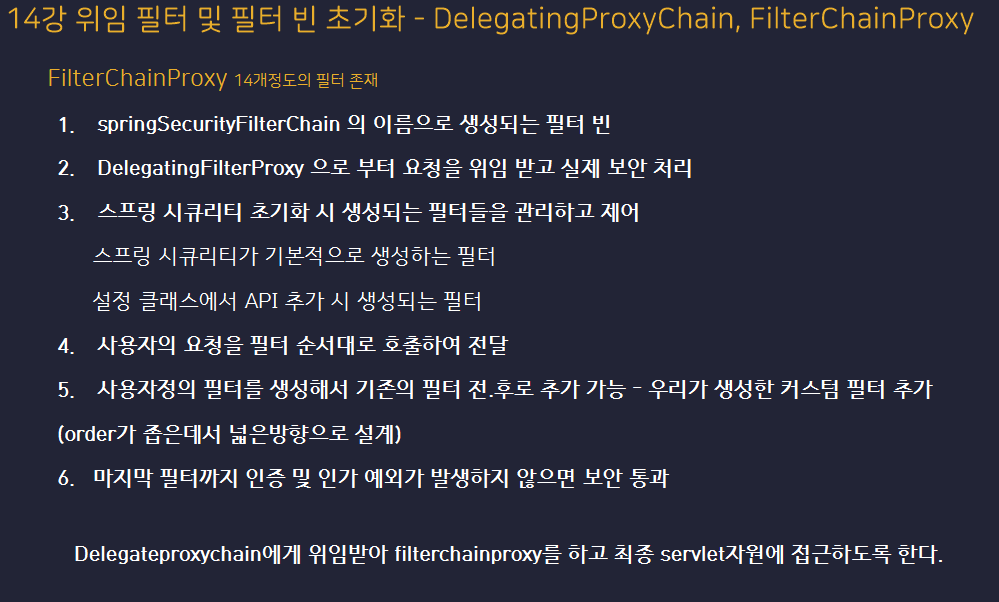 14강 위임 필터 및 필터 빈 초기화 - DelegatingProxyChain, FilterChainProxy
FilterChainProxy 14개정도의 필터 존재
1. springSecurityFilterChain 의 이름으로 생성되는 필터 빈
2. DelegatingFilterProxy 으로 부터 요청을 위임 받고 실제 보안 처리
3. 스프링 시큐리티 초기화 시 생성되는 필터들을 관리하고 제어
스프링 시큐리티가 기본적으로 생성하는 필터
설정 클래스에서 API 추가 시 생성되는 필터
4. 사용자의 요청을 필터 순서대로 호출하여 전달
5. 사용자정의 필터를 생성해서 기존의 필터 전.후로 추가 가능 - 우리가 생성한 커스텀 필터 추가
(order가 좁은데서 넓은방향으로 설계)
6. 마지막 필터까지 인증 및 인가 예외가 발생하지 않으면 보안 통과
Delegateproxychain에게 위임받아 filterchainproxy를 하고 최종 servlet자원에 접근하도록 한다.